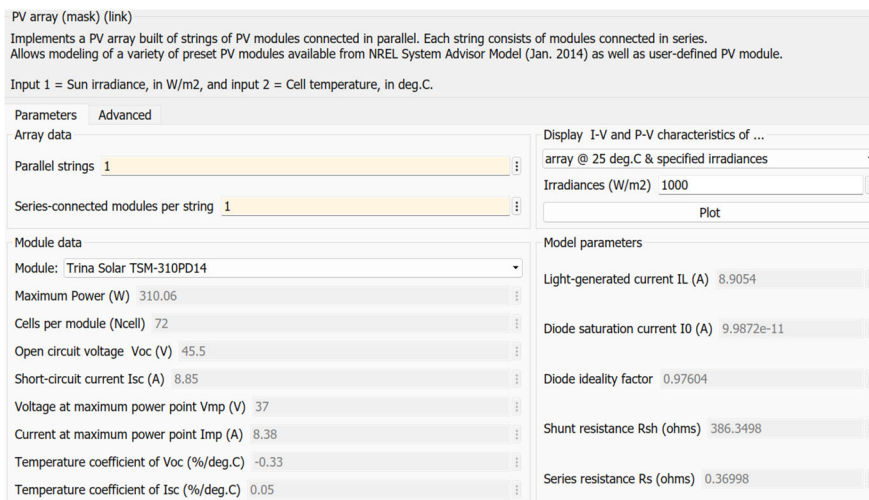 PV array (mask) (link)
Implements a PV array built of strings of PV modules connected in parallel. Each string consists of modules connected in series.
Allows modeling of a variety of preset PV modules available from NREL System Advisor Model (Jan. 2014) as well as user-defined PV module.
Input 1 = Sun irradiance, in W/m2, and input 2 = Cell temperature, in deg.C.
Parameters Advanced
Array data
Parallel strings 1
Series-connected modules per string 1
Display I-V and P-V characteristics of ...
array @ 25 deg.C & specified irradiances
Irradiances (W/m2) 1000
Plot
Module data
Module: Trina Solar TSM-310PD14
Maximum Power (W) 310.06
Cells per module (Ncell) 72
Open circuit voltage Voc (V) 45.5
Short-circuit current Isc (A) 8.85
Voltage at maximum power point Vmp (V) 37
Current at maximum power point Imp (A) 8.38
Temperature coefficient of Voc (%/deg.C) -0.33
Temperature coefficient of Isc (%/deg.C) 0.05
Model parameters
Light-generated current IL (A) 8.9054
Diode saturation current I0 (A) 9.9872e-11
Diode ideality factor 0.97604
Shunt resistance Rsh (ohms) 386.3498
Series resistance Rs (ohms) 0.36998